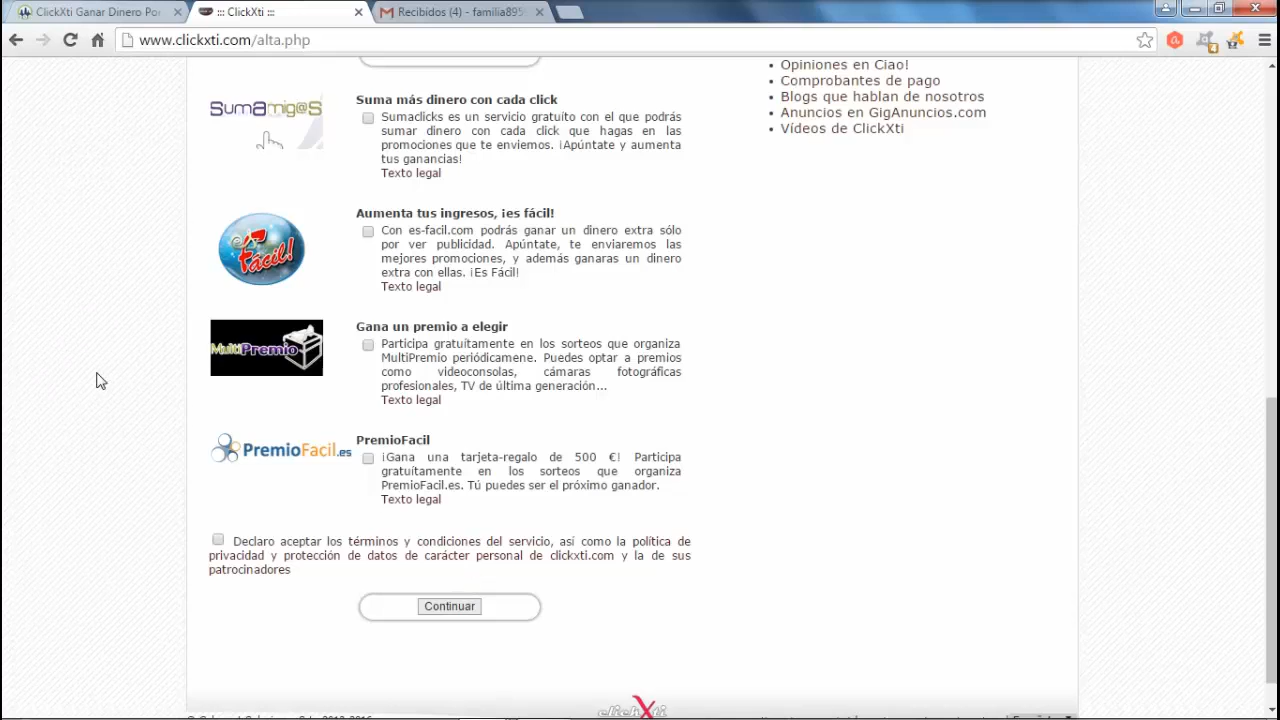 ClickXti Ganar Dinero Po
::: ClickXti :::
Recibidos (4) - familia895
www.clickxti.com/alta.php
Opiniones en Ciao!
Comprobantes de pago
Blogs que hablan de nosotros
Anuncios en GigAnuncios.com
Vídeos de ClickXti
Sumamig@s
Suma más dinero con cada click
Sumaclicks es un servicio gratuíto con el que podrás
sumar dinero con cada click que hagas en las
promociones que te enviemos. ¡Apúntate y aumenta
tus ganancias!
Texto legal
es Fácil!
Aumenta tus ingresos, ¡es fácil!
Con es-facil.com podrás ganar un dinero extra sólo
por ver publicidad. Apúntate, te enviaremos las
mejores promociones, y además ganaras un dinero
extra con ellas. ¡Es Fácil!
Texto legal
MultiPremio
Gana un premio a elegir
Participa gratuítamente en los sorteos que organiza
MultiPremio periódicamene. Puedes optar a premios
como videoconsolas, cámaras fotográficas
profesionales, TV de última generación...
Texto legal
PremioFacil.es
PremioFacil
¡Gana una tarjeta-regalo de 500 €! Participa
gratuítamente en los sorteos que organiza
PremioFacil.es. Tú puedes ser el próximo ganador.
Texto legal
Declaro aceptar los términos y condiciones del servicio, así como la política de
privacidad y protección de datos de carácter personal de clickxti.com y la de sus
patrocinadores
Continuar
clickXti